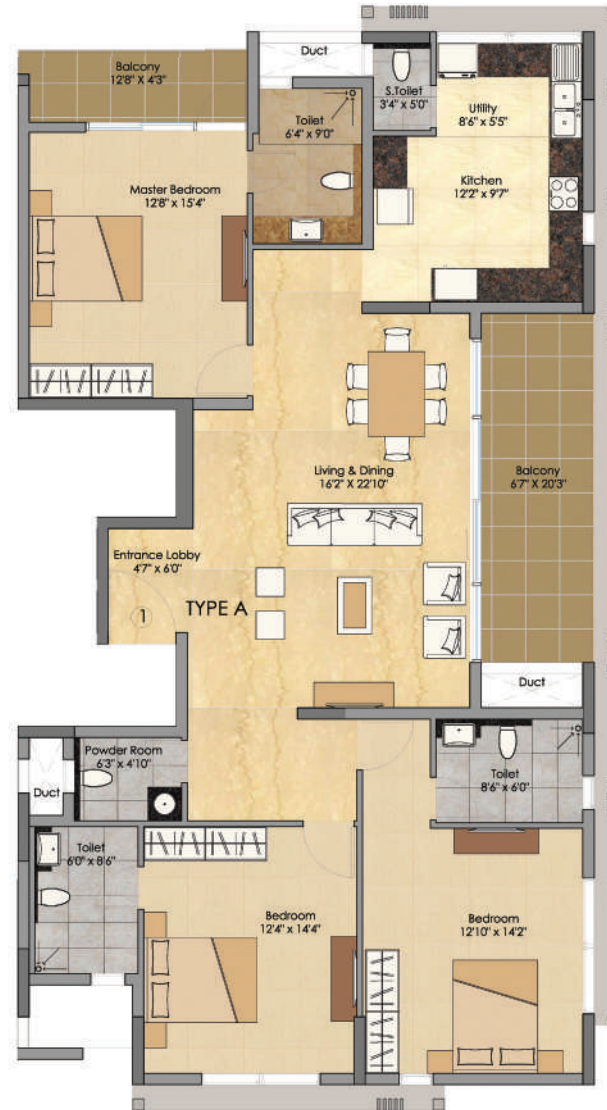 Duct
Balcony
12'8" X 4'3"
S.Toilet
3'4" x 5'0"
Toilet
6'4" x 9'0"
Utility
8'6" x 5'5"
Master Bedroom
12'8" x 15'4"
Kitchen
12'2" x 9'7"
Living & Dining
16'2" X 22'10"
Balcony
6'7" X 20'3"
Entrance Lobby
4'7" x 6'0"
1
TYPE A
Duct
Powder Room
6'3" x 4'10"
Duct
Toilet
8'6" x 6'0"
Toilet
6'0" x 8'6"
Bedroom
12'4" x 14'4"
Bedroom
12'10" x 14'2"